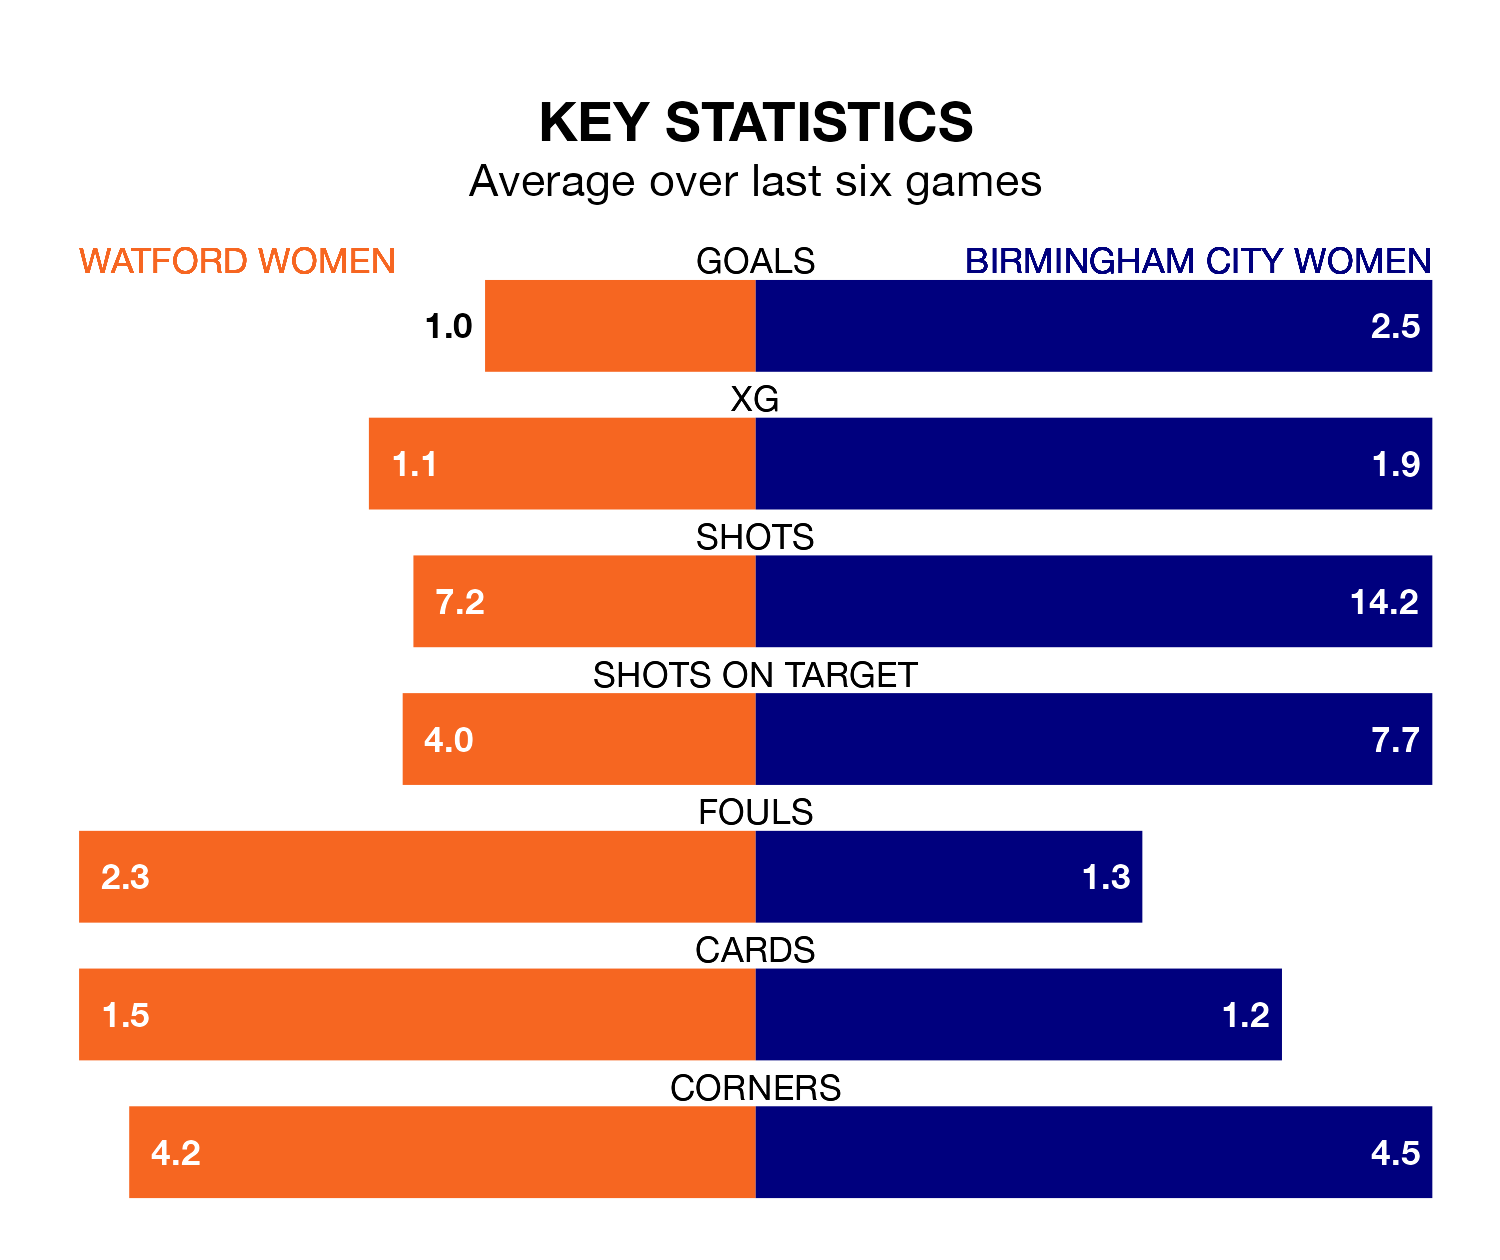 KEY STATISTICS
Average over last six games
WATFORD WOMEN GOALS BIRMINGHAM CITY WOMEN
1.0 2.5
XG
1.1 1.9
SHOTS
7.2 14.2
SHOTS ON TARGET
4.0 7.7
FOULS
2.3 1.3
CARDS
1.5 1.2
CORNERS
4.2 4.5